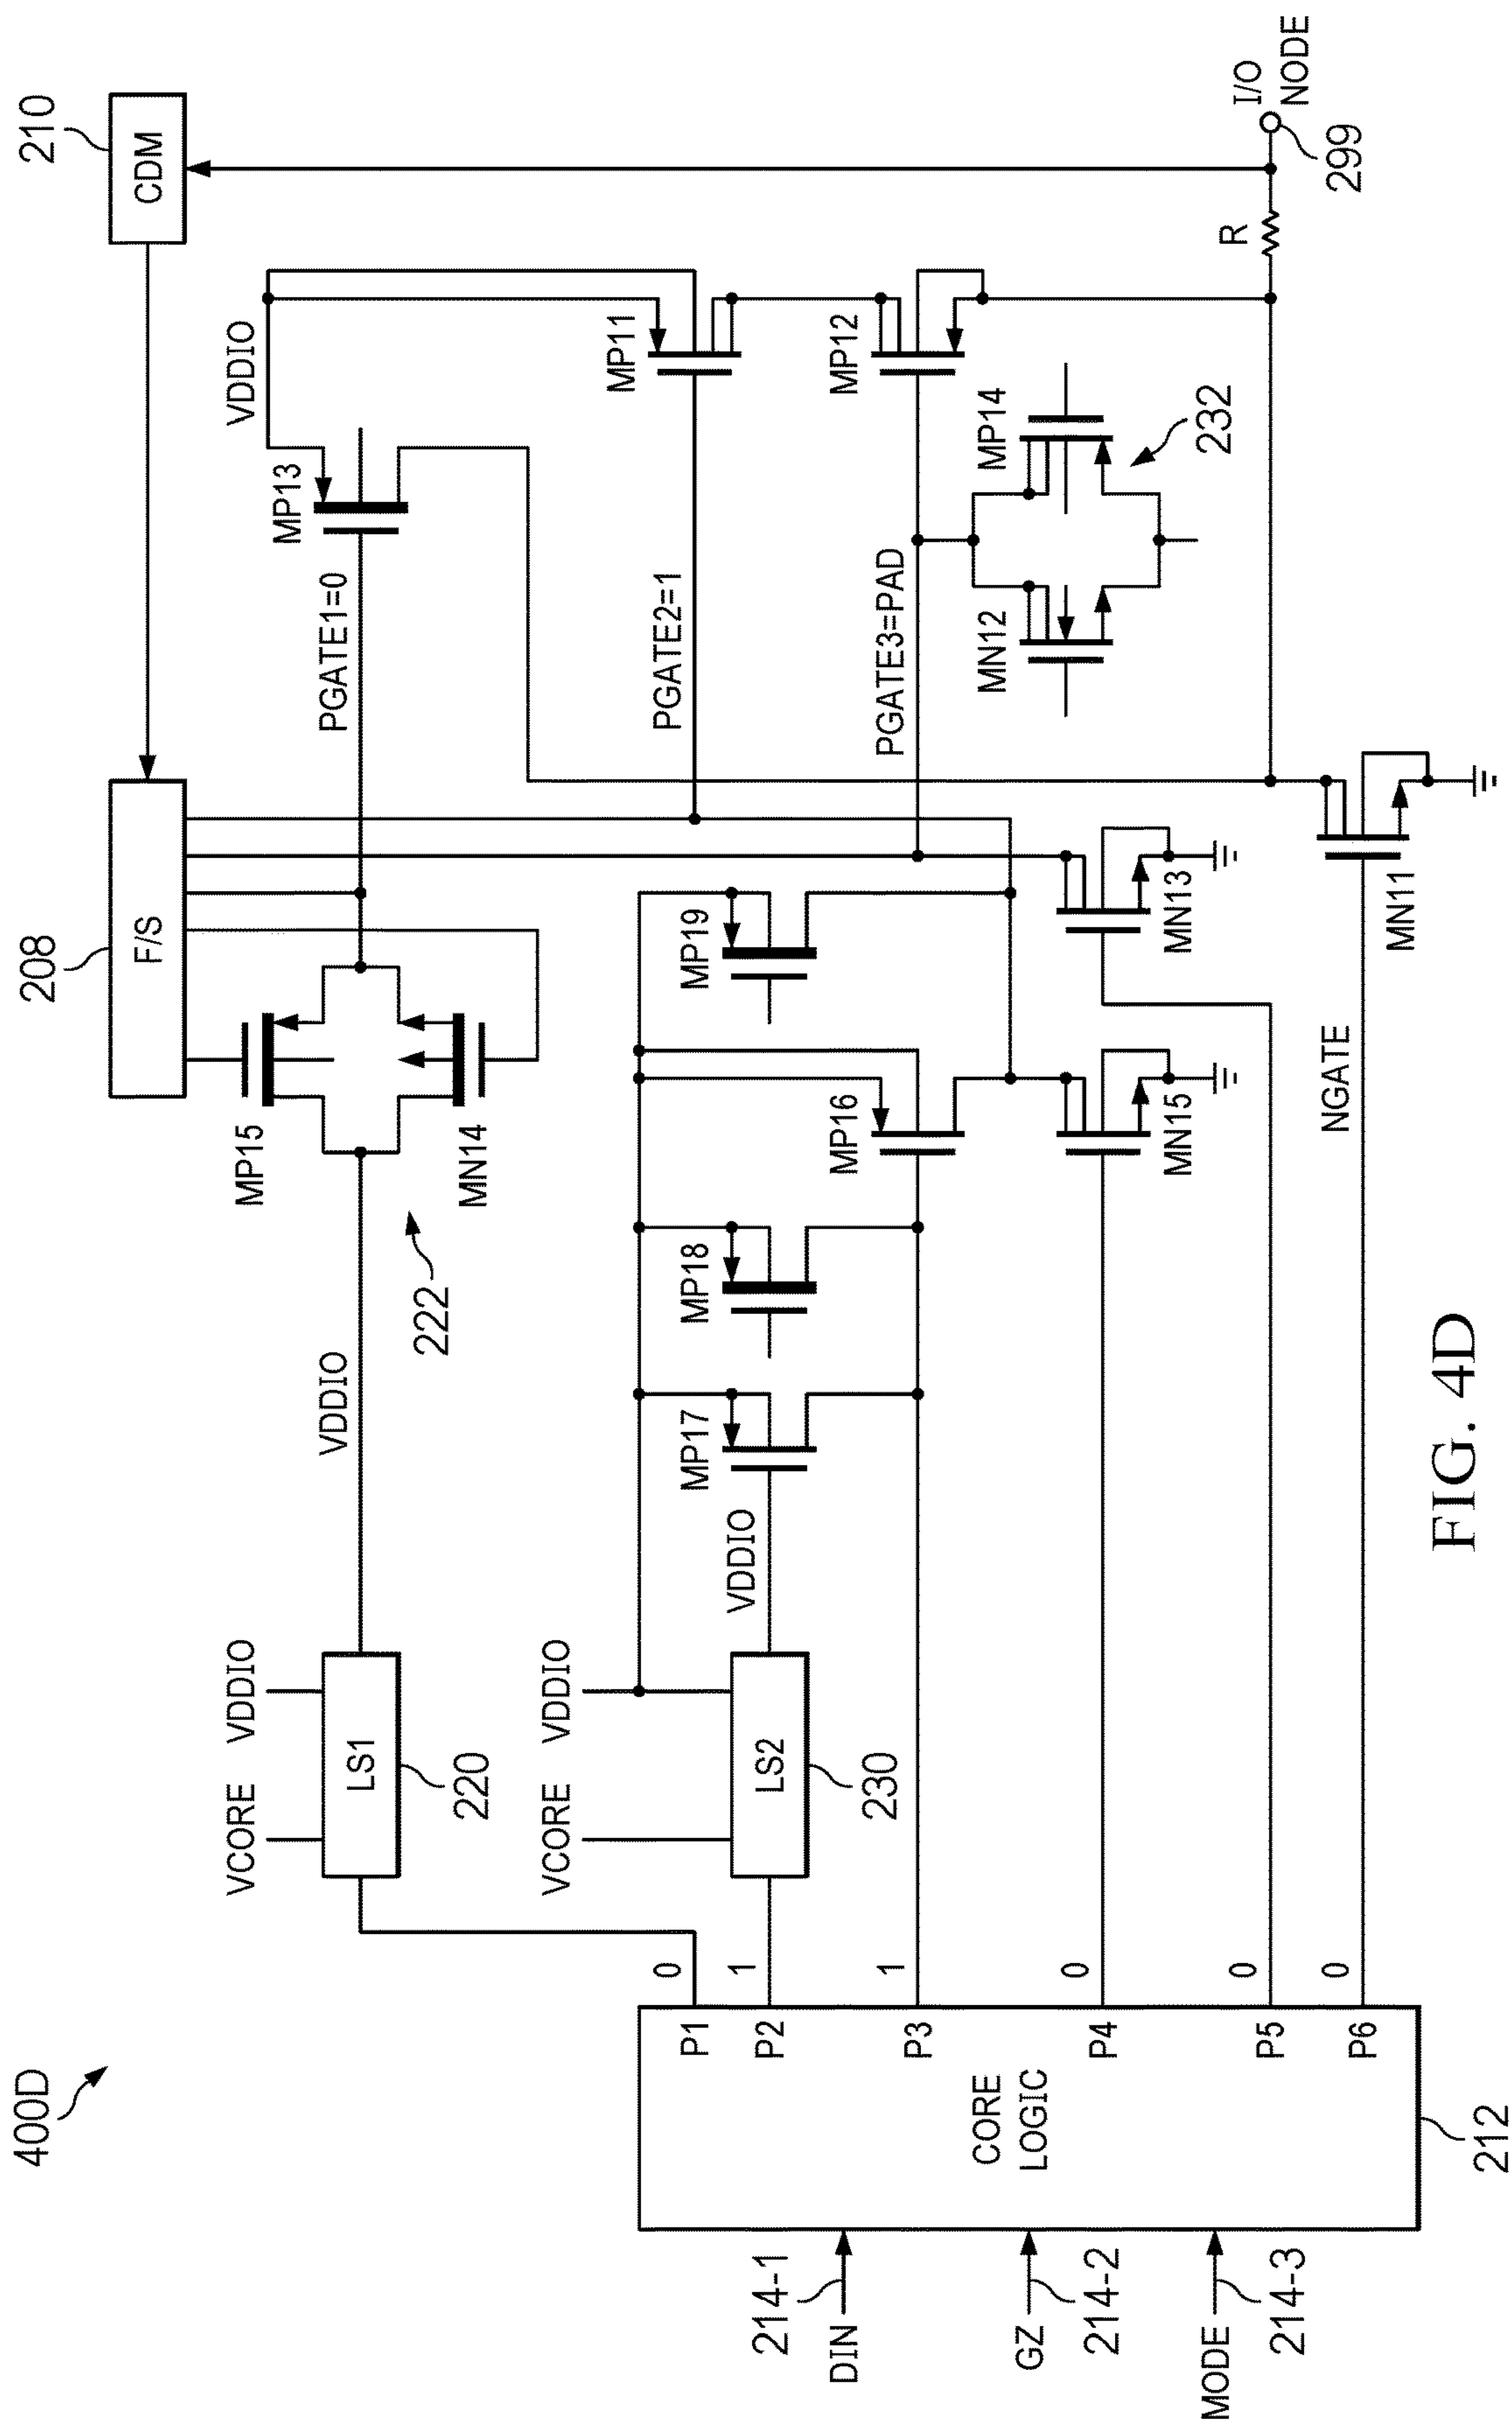 400D
DIN
214-1
GZ
214-2
MODE
214-3
CORE
LOGIC
212
P1
P2
P3
P4
P5
P6
0
1
1
0
0
0
VCORE
VDDIO
LS1
220
VCORE
VDDIO
LS2
230
VDDIO
VDDIO
222
MP15
MN14
MP17
MP18
MP16
MP19
MN15
MN13
NGATE
MN11
208
F/S
PGATE1=0
PGATE2=1
PGATE3=PAD
MP13
VDDIO
MP11
MP12
MN12
MP14
232
210
CDM
R
I/O
NODE
299
FIG. 4D